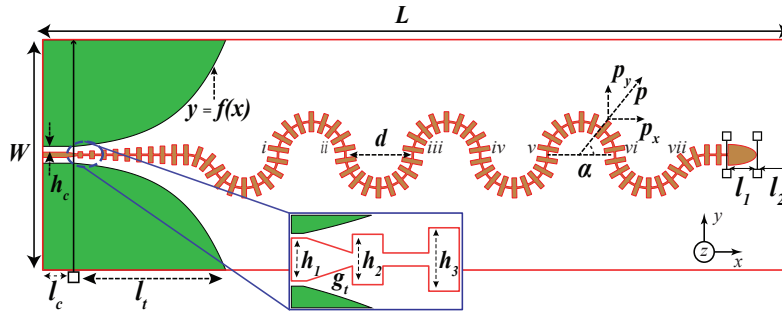 L
W
y = f(x)
p_y
p
p_x
i
ii
d
iii
iv
v
vi
vii
α
h_c
l_1
l_2
h_1
h_2
h_3
g_t
l_c
l_t
y
z
x